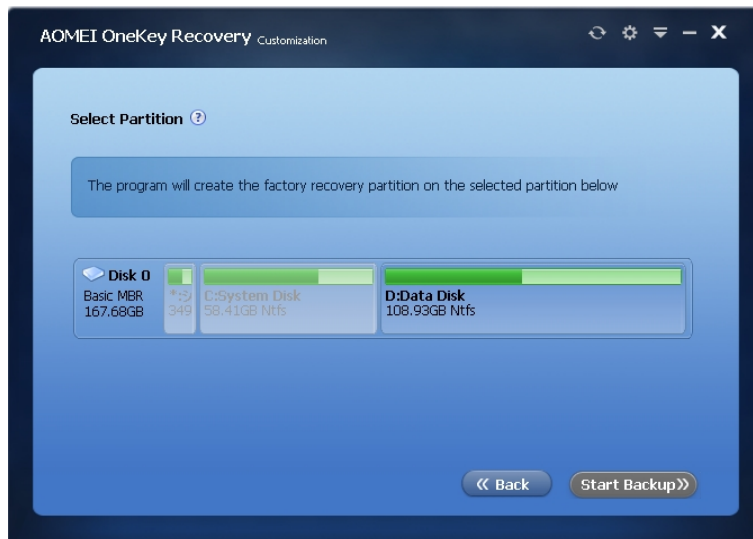 AOMEI OneKey Recovery Customization
Select Partition ?
The program will create the factory recovery partition on the selected partition below
Disk 0
Basic MBR
167.68GB
*:シ
349
C:System Disk
58.41GB Ntfs
D:Data Disk
108.93GB Ntfs
Back
Start Backup